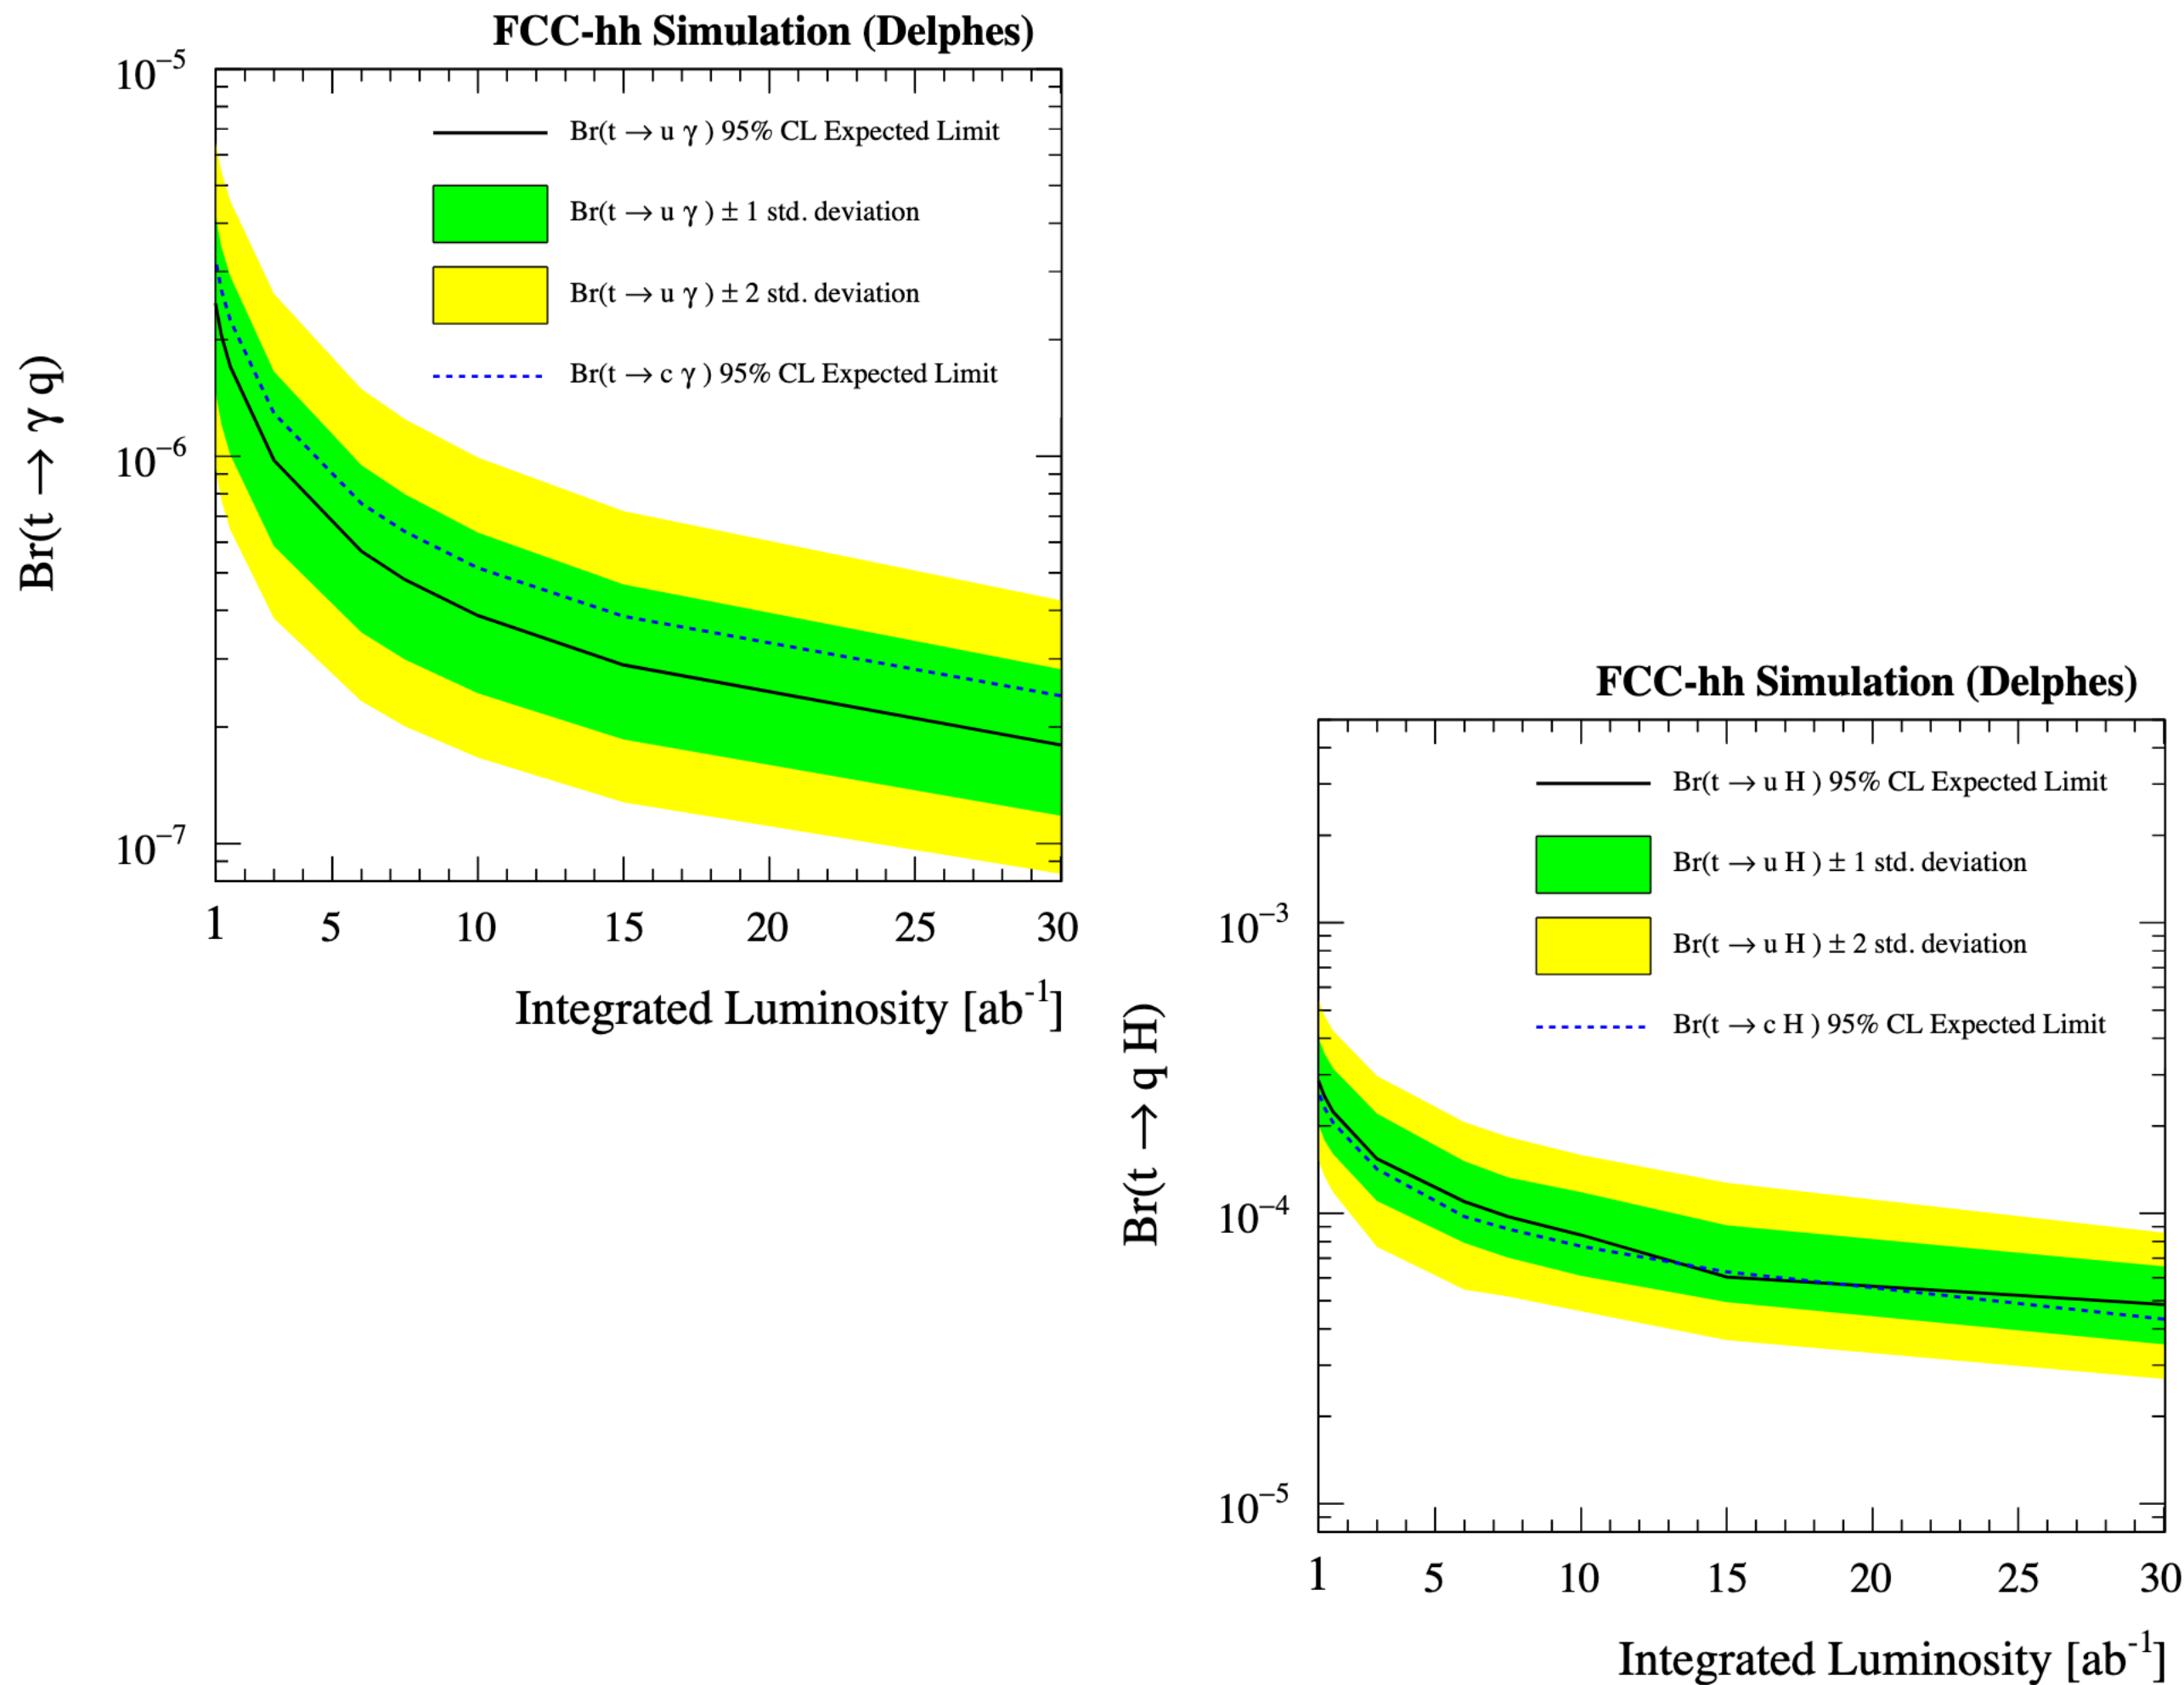 FCC-hh Simulation (Delphes)
10⁻⁵
Br(t → u γ ) 95% CL Expected Limit
Br(t → u γ ) ± 1 std. deviation
Br(t → u γ ) ± 2 std. deviation
Br(t → c γ ) 95% CL Expected Limit
Br(t → γ q)
10⁻⁶
10⁻⁷
1 5 10 15 20 25 30
Integrated Luminosity [ab⁻¹]
FCC-hh Simulation (Delphes)
Br(t → u H ) 95% CL Expected Limit
Br(t → u H ) ± 1 std. deviation
10⁻³
Br(t → u H ) ± 2 std. deviation
Br(t → c H ) 95% CL Expected Limit
Br(t → q H)
10⁻⁴
10⁻⁵
1 5 10 15 20 25 30
Integrated Luminosity [ab⁻¹]